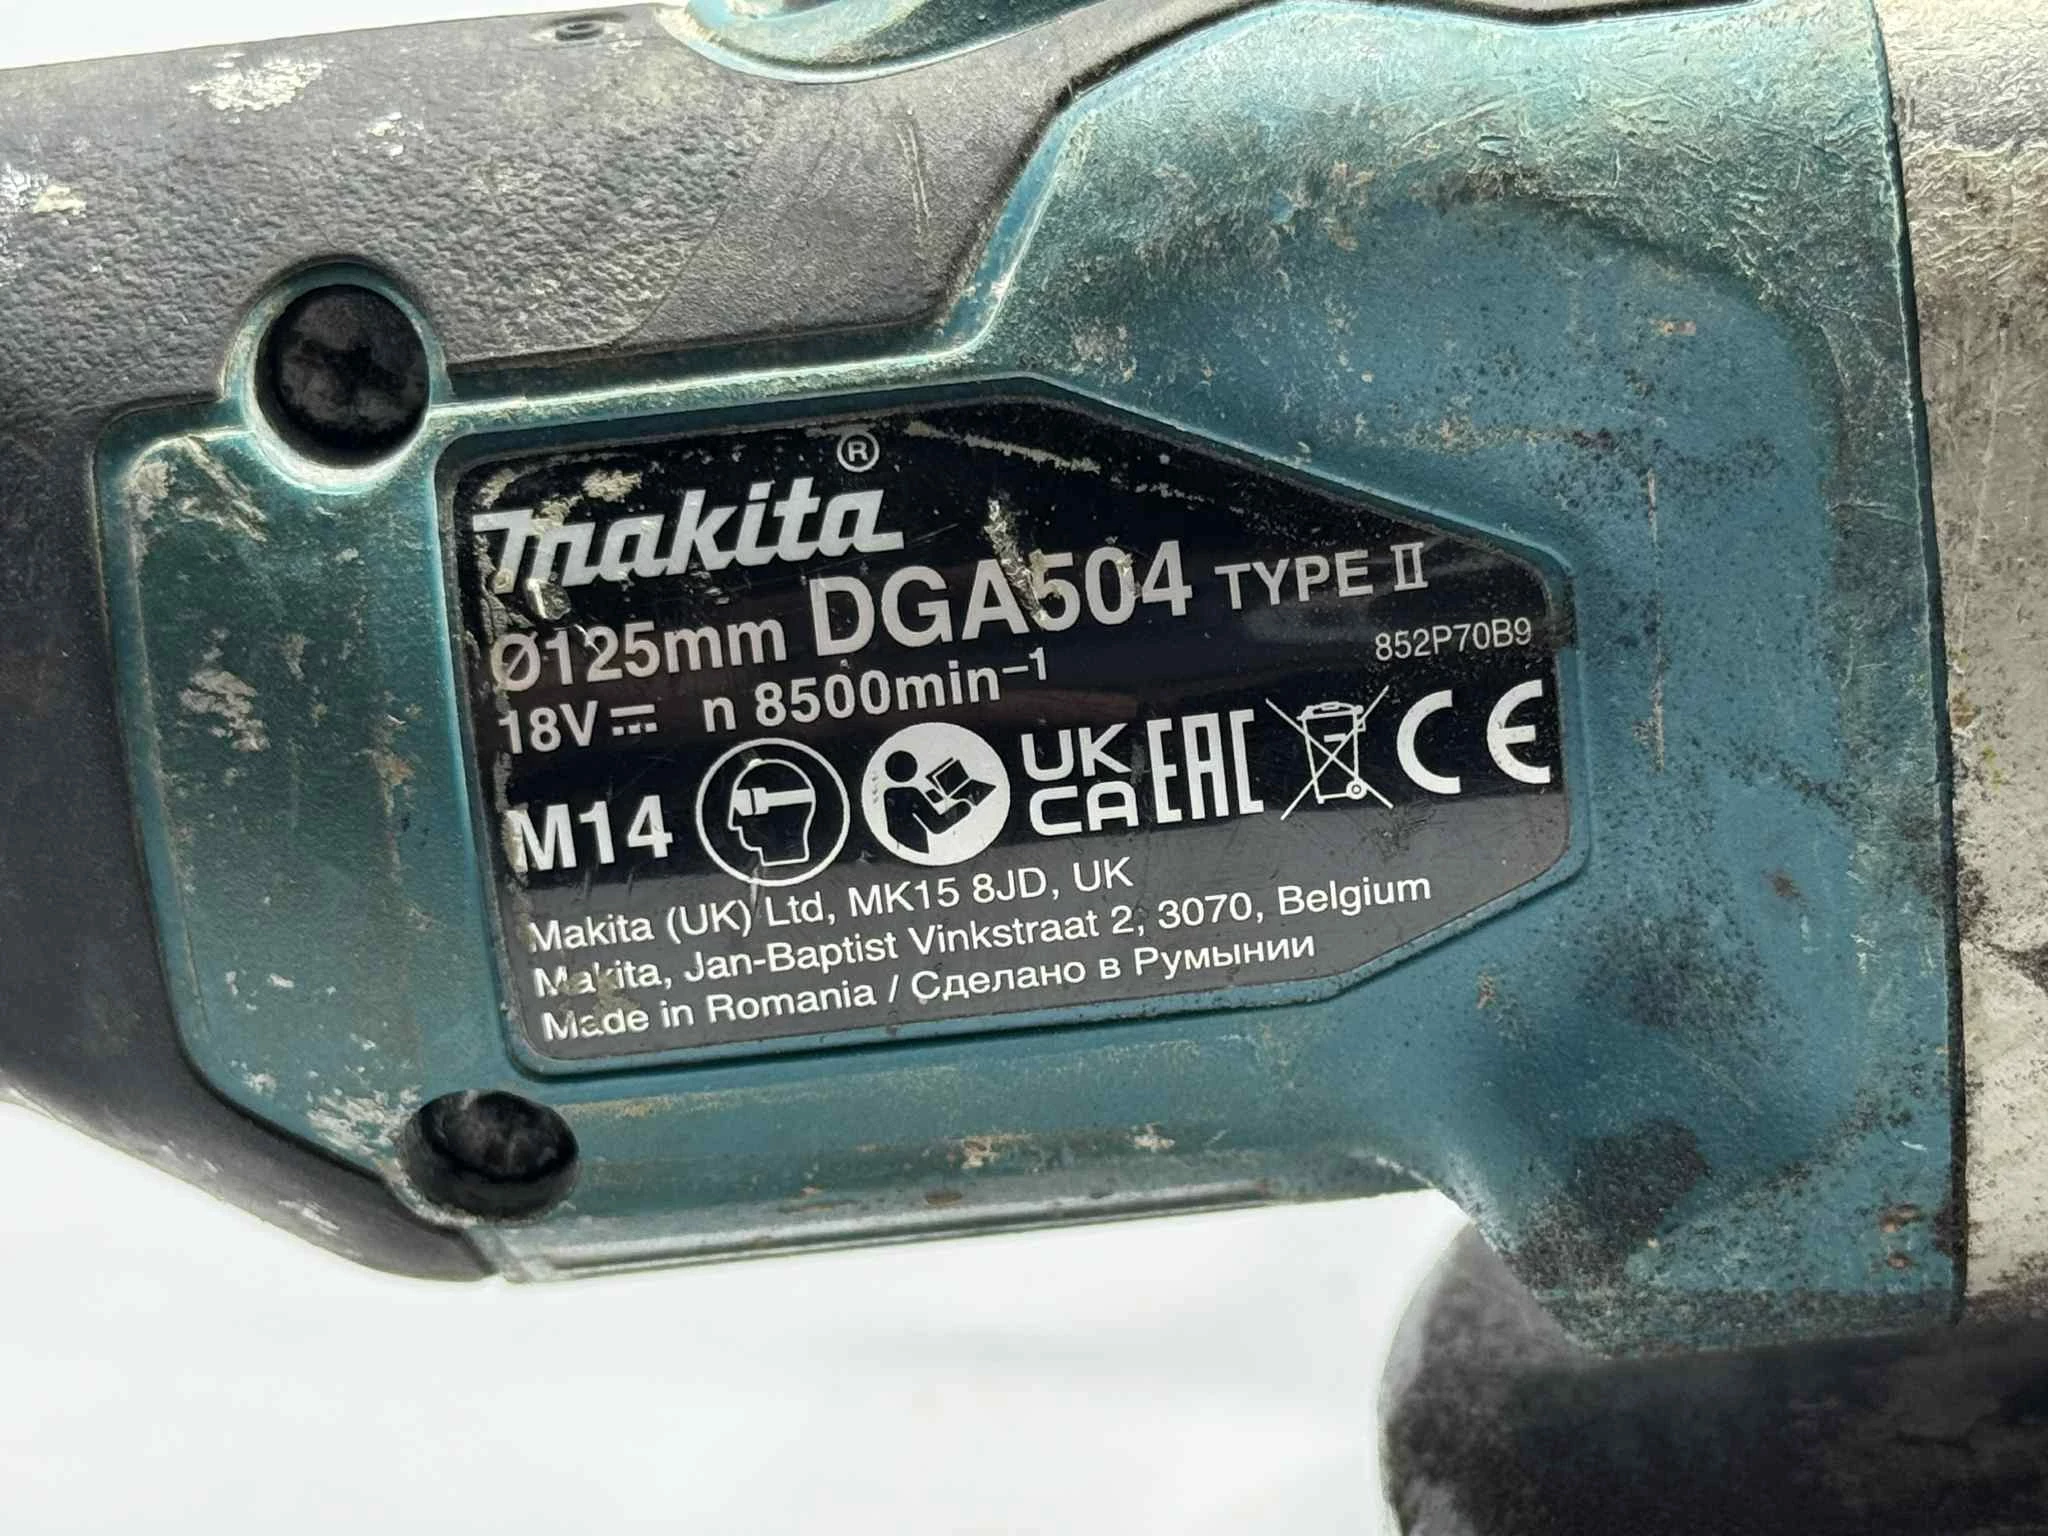 makita®
Ø125mm DGA504 TYPE II
852P70B9
18V n 8500min⁻¹
M14 UK CA EAC CE
Makita (UK) Ltd, MK15 8JD, UK
Makita, Jan-Baptist Vinkstraat 2, 3070, Belgium
Made in Romania / Сделано в Румынии